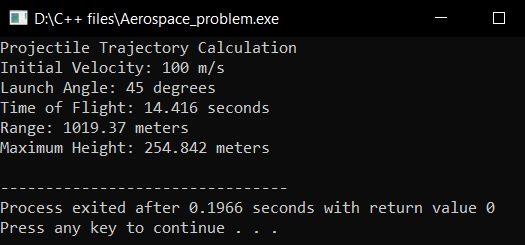 D:\C++ files\Aerospace_problem.exe
Projectile Trajectory Calculation
Initial Velocity: 100 m/s
Launch Angle: 45 degrees
Time of Flight: 14.416 seconds
Range: 1019.37 meters
Maximum Height: 254.842 meters
--------------------------------
Process exited after 0.1966 seconds with return value 0
Press any key to continue . . .